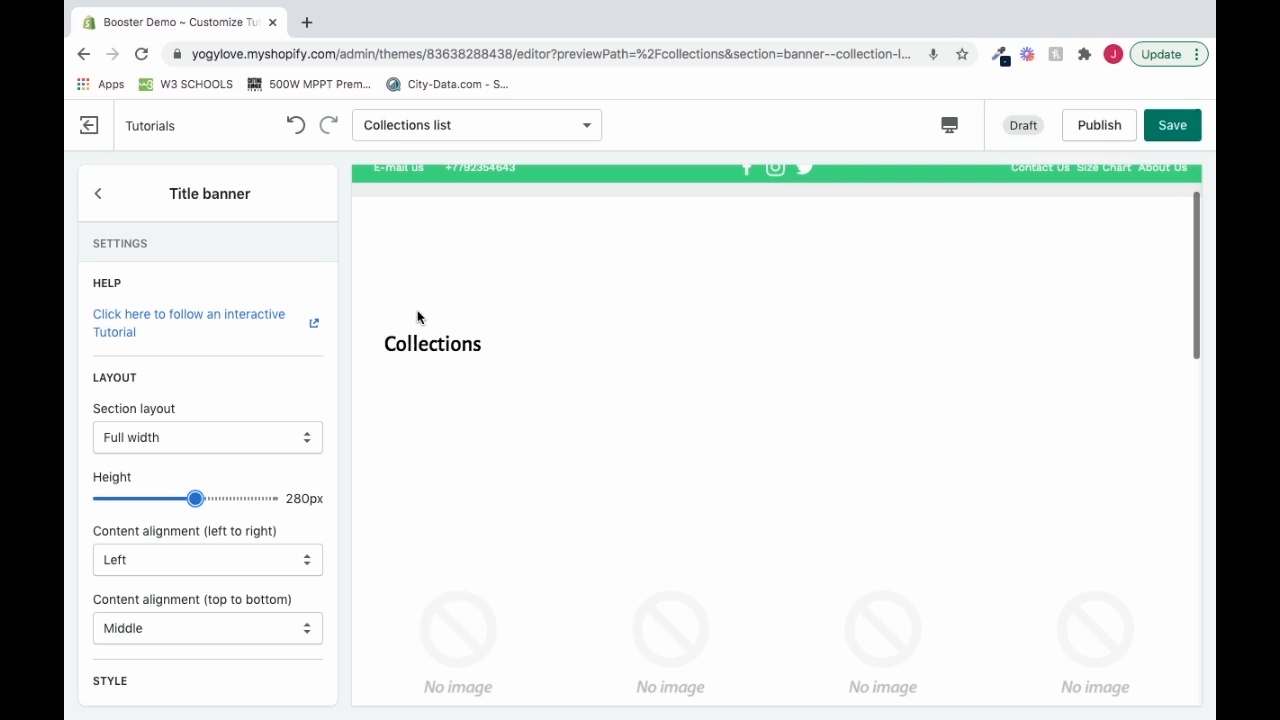 Booster Demo ~ Customize Tut
yogylove.myshopify.com/admin/themes/83638288438/editor?previewPath=%2Fcollections&section=banner--collection-l...
J
Update
Apps
W3 SCHOOLS
500W MPPT Prem...
City-Data.com - S...
Tutorials
Collections list
Draft
Publish
Save
E-mail us
+7792354643
Contact Us Size Chart About Us
Title banner
SETTINGS
HELP
Click here to follow an interactive
Tutorial
LAYOUT
Section layout
Full width
Height
280px
Content alignment (left to right)
Left
Content alignment (top to bottom)
Middle
STYLE
Collections
No image
No image
No image
No image